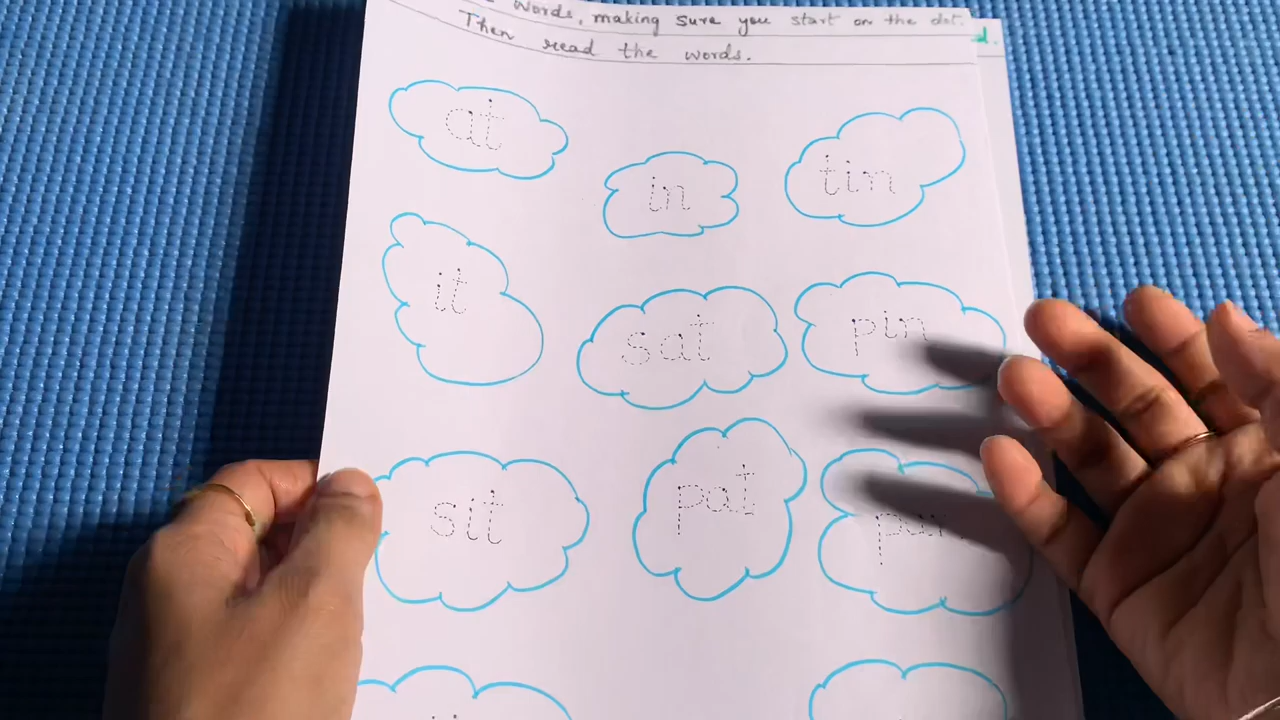 words, making sure you start on the dot.
Then read the words.
d.
at
in
tin
it
sat
pin
sit
pat